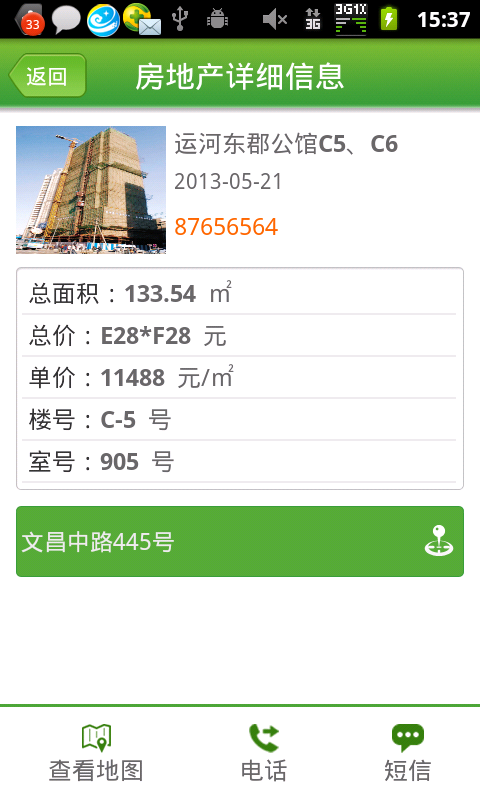 33
3G
3G1X
15:37
返回
房地产详细信息
运河东郡公馆C5、C6
2013-05-21
87656564
总面积：133.54 ㎡
总价：E28*F28 元
单价：11488 元/㎡
楼号：C-5 号
室号：905 号
文昌中路445号
查看地图
电话
短信